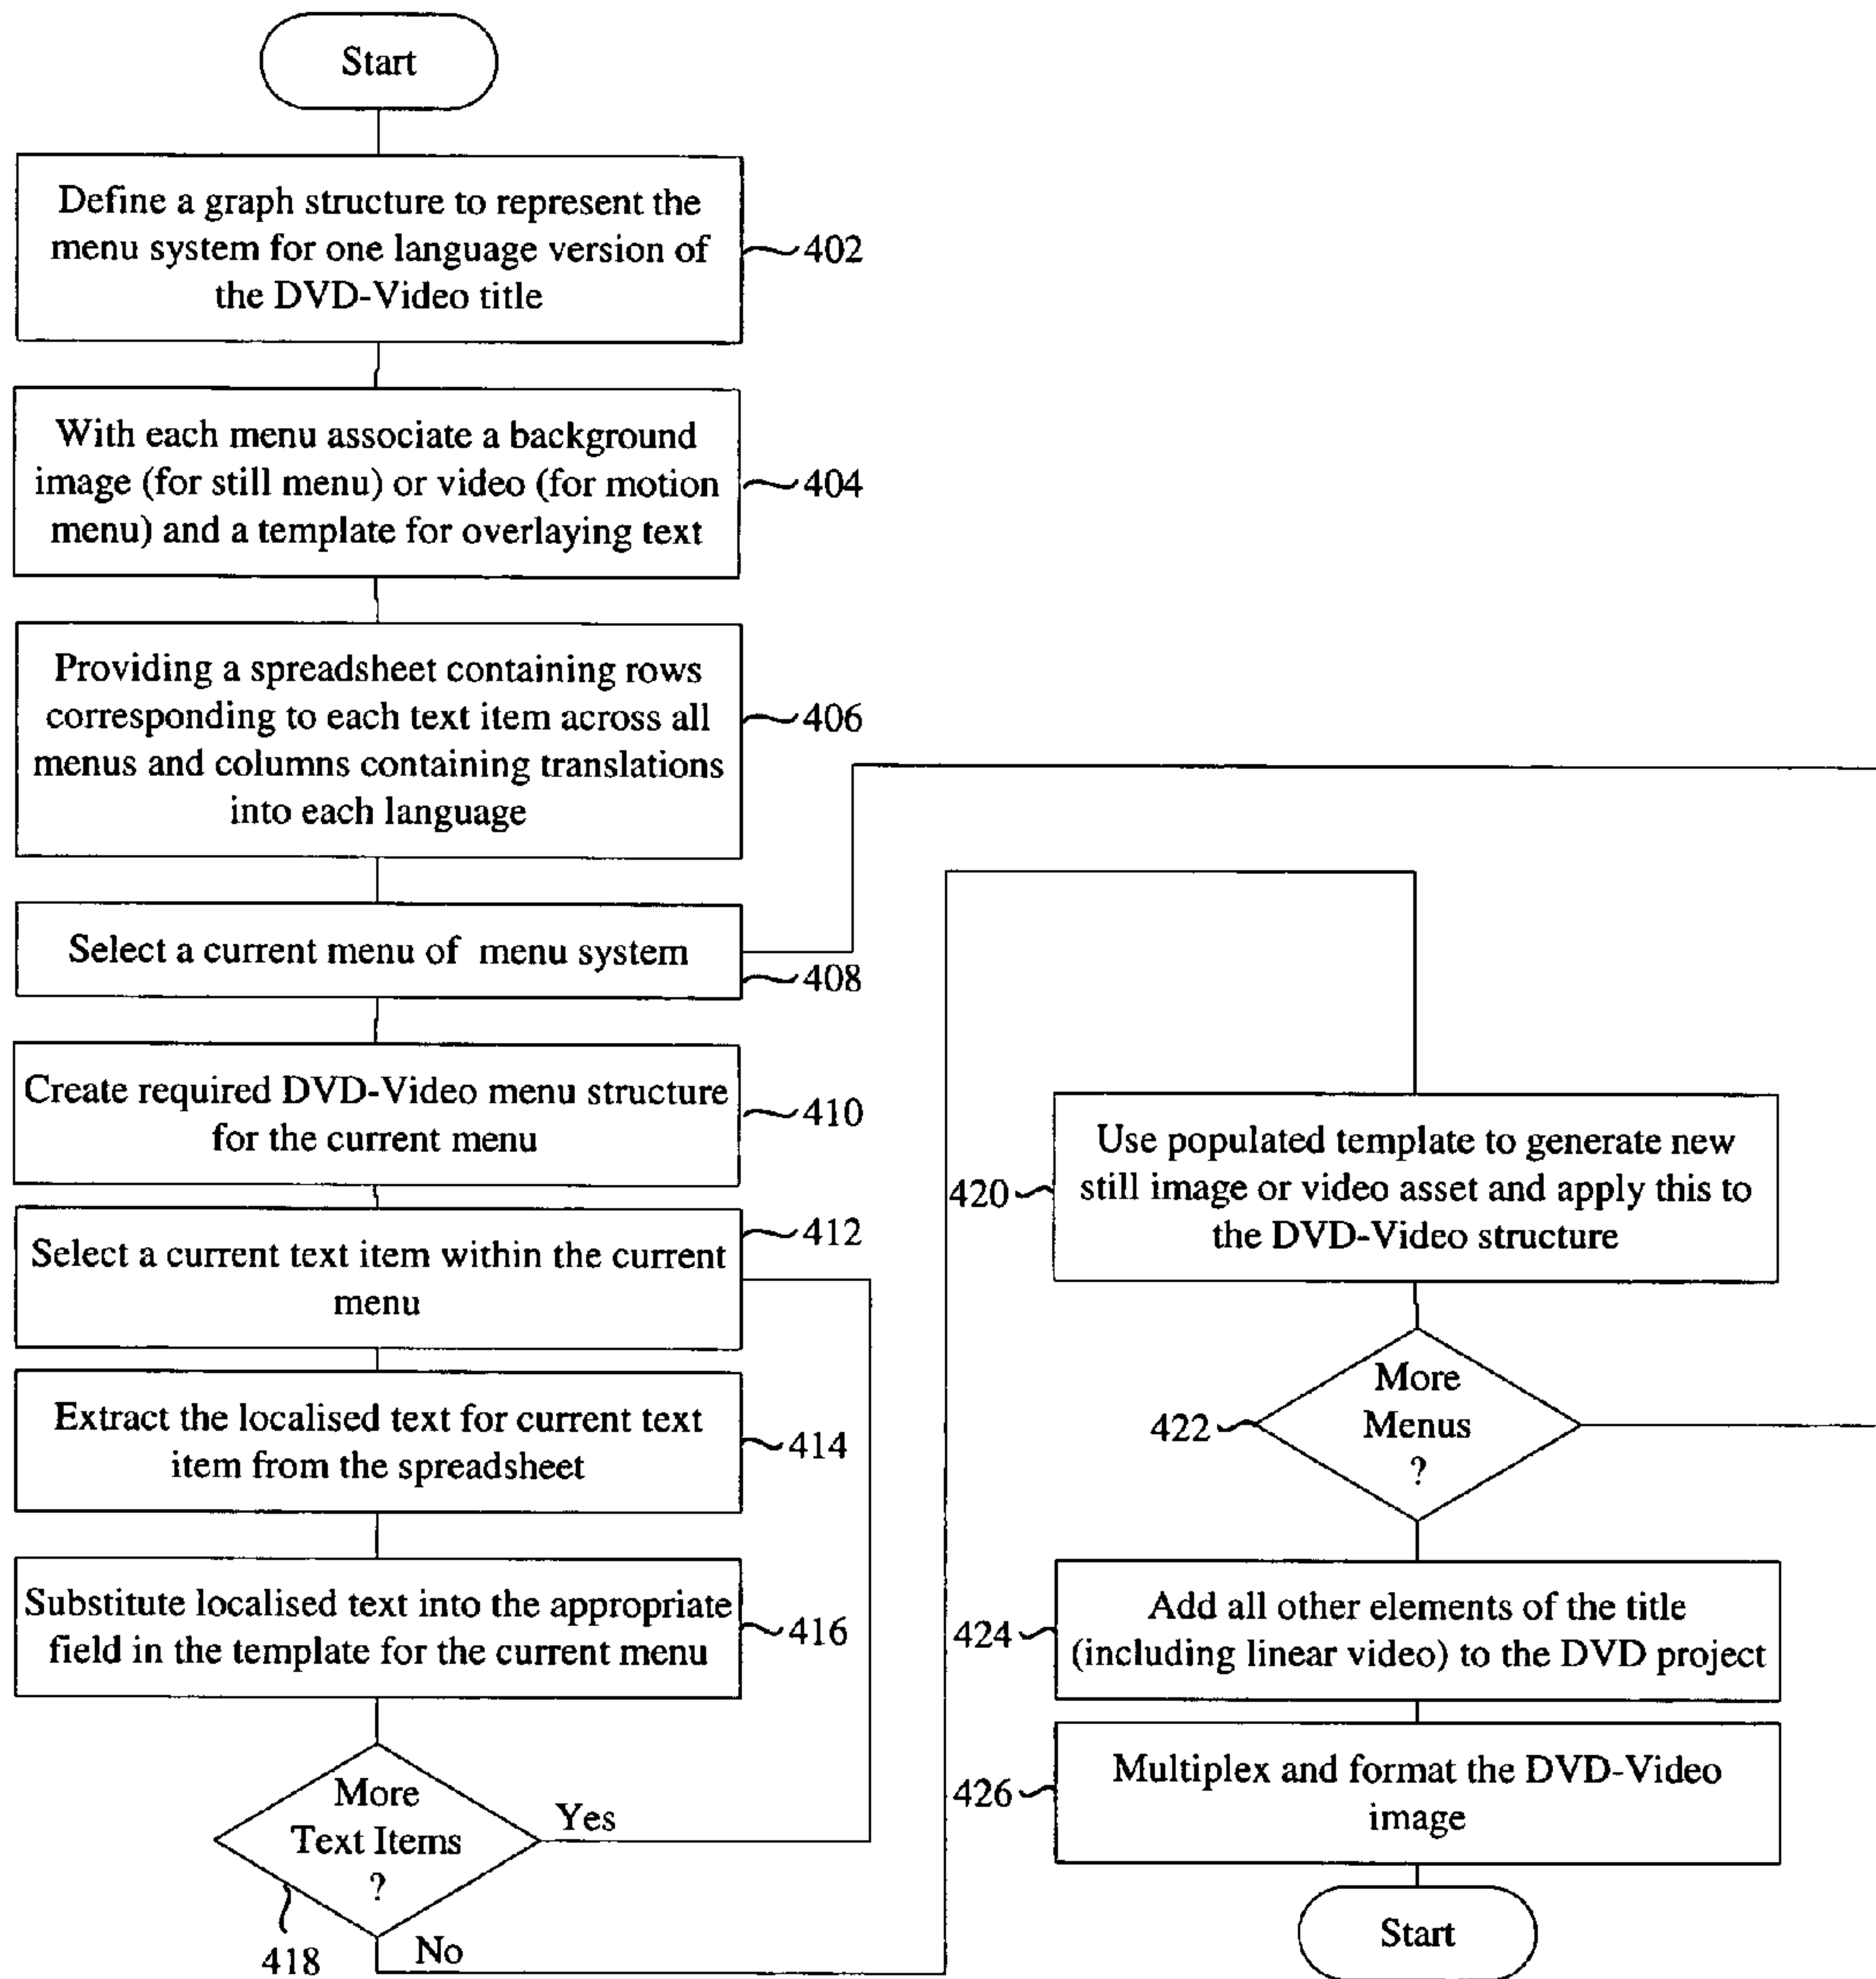 Start
Define a graph structure to represent the
menu system for one language version of
the DVD-Video title
402
With each menu associate a background
image (for still menu) or video (for motion
menu) and a template for overlaying text
404
Providing a spreadsheet containing rows
corresponding to each text item across all
menus and columns containing translations
into each language
406
Select a current menu of menu system
408
Create required DVD-Video menu structure
for the current menu
410
Select a current text item within the current
menu
412
Extract the localised text for current text
item from the spreadsheet
414
Substitute localised text into the appropriate
field in the template for the current menu
416
More
Text Items
?
Yes
418
No
Use populated template to generate new
still image or video asset and apply this to
the DVD-Video structure
420
More
Menus
?
422
Add all other elements of the title
(including linear video) to the DVD project
424
Multiplex and format the DVD-Video
image
426
Start